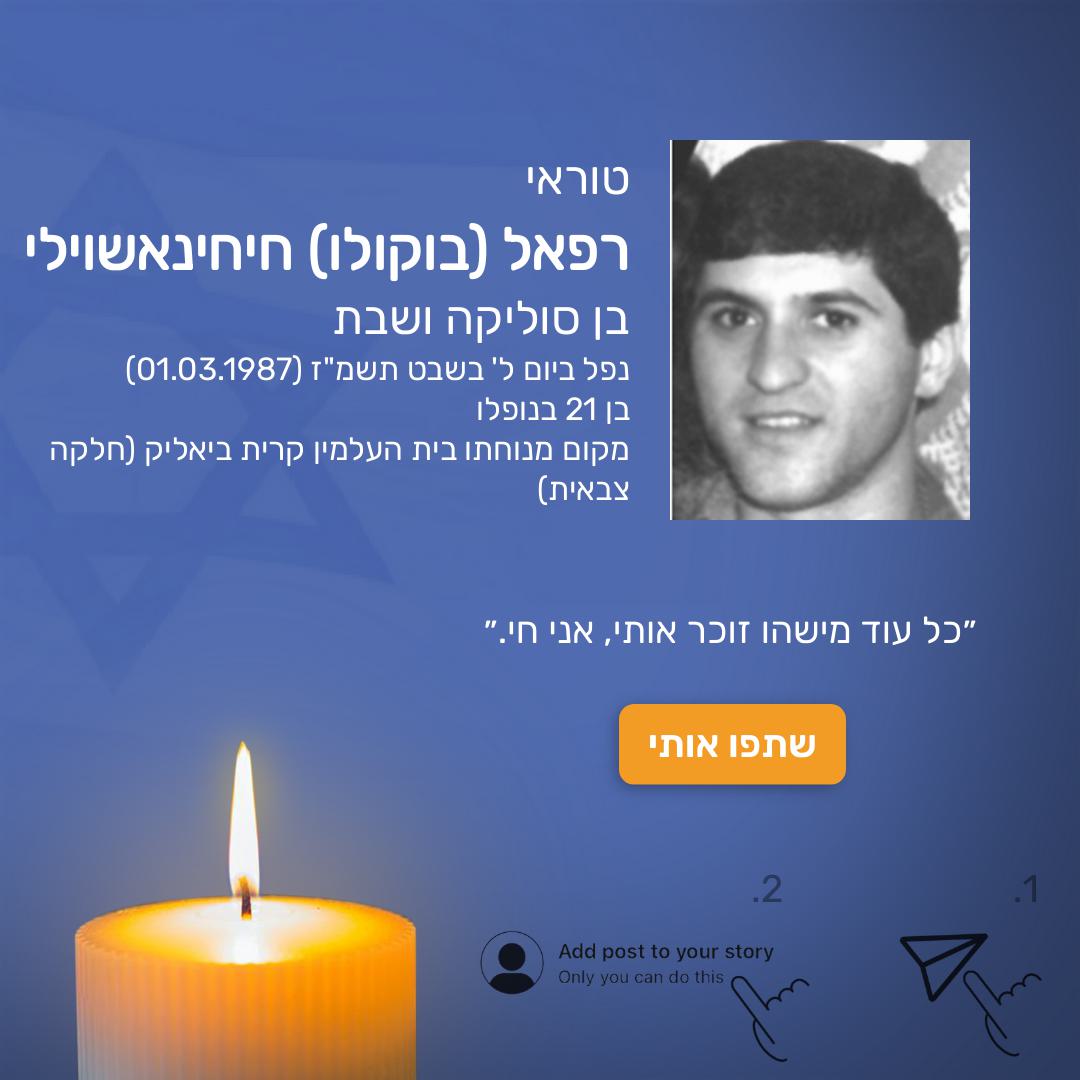 טוראי
רפאל (בוקולו) חיחינאשוילי
בן סוליקה ושבת
נפל ביום ל' בשבט תשמ"ז (01.03.1987)
בן 21 בנופלו
מקום מנוחתו בית העלמין קרית ביאליק (חלקה
צבאית)
"כל עוד מישהו זוכר אותי, אני חי."
שתפו אותי
1.
2.
Add post to your story
Only you can do this